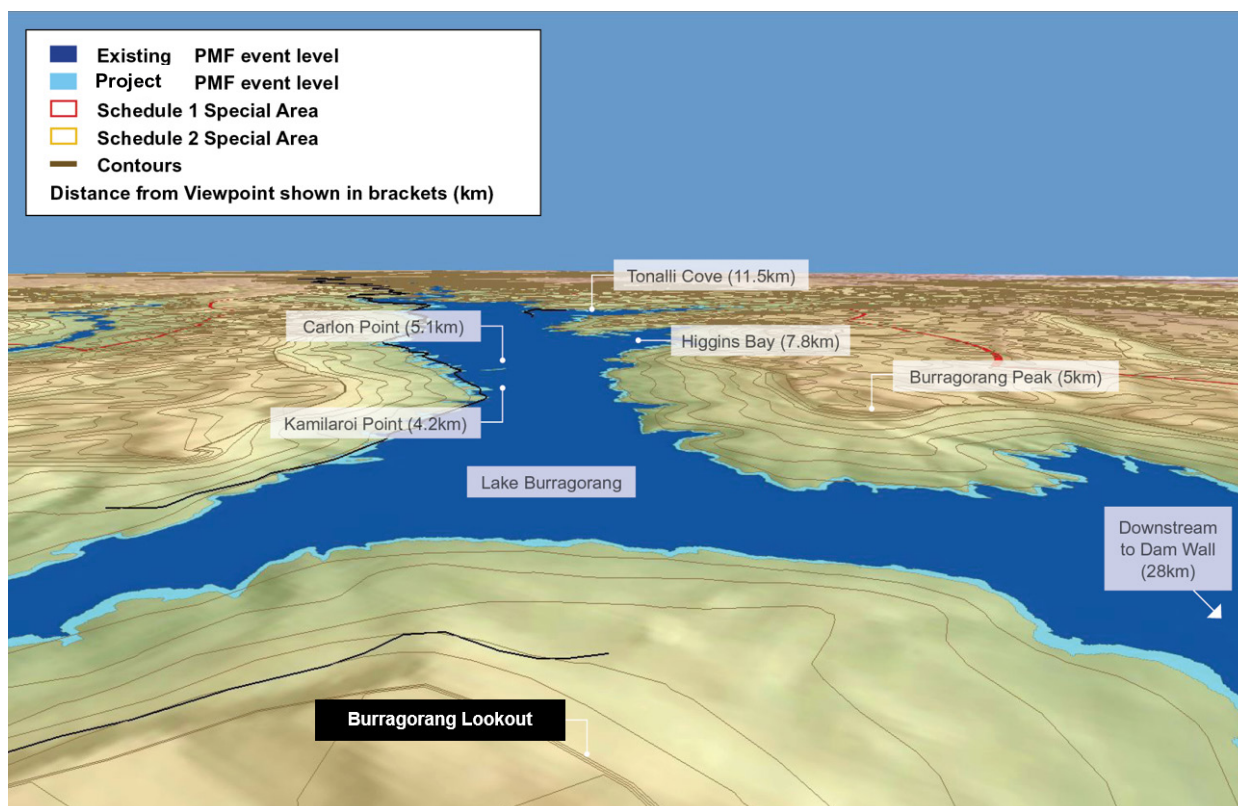 Existing PMF event level
Project PMF event level
Schedule 1 Special Area
Schedule 2 Special Area
Contours
Distance from Viewpoint shown in brackets (km)
Tonalli Cove (11.5km)
Carlon Point (5.1km)
Higgins Bay (7.8km)
Burragorang Peak (5km)
Kamilaroi Point (4.2km)
Lake Burragorang
Downstream
to Dam Wall
(28km)
Burragorang Lookout